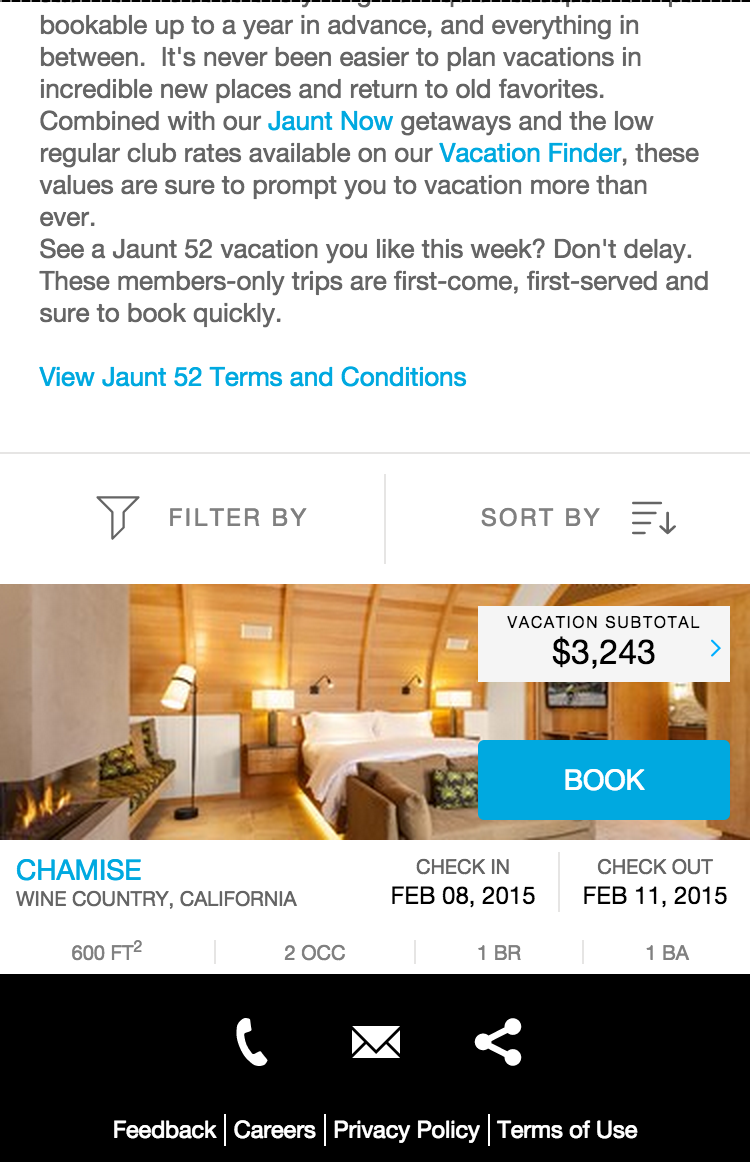 bookable up to a year in advance, and everything in
between.  It's never been easier to plan vacations in
incredible new places and return to old favorites.
Combined with our Jaunt Now getaways and the low
regular club rates available on our Vacation Finder, these
values are sure to prompt you to vacation more than
ever.
See a Jaunt 52 vacation you like this week? Don't delay.
These members-only trips are first-come, first-served and
sure to book quickly.
View Jaunt 52 Terms and Conditions
FILTER BY
SORT BY
VACATION SUBTOTAL
$3,243
BOOK
CHAMISE
WINE COUNTRY, CALIFORNIA
CHECK IN
FEB 08, 2015
CHECK OUT
FEB 11, 2015
600 FT²
2 OCC
1 BR
1 BA
Feedback | Careers | Privacy Policy | Terms of Use